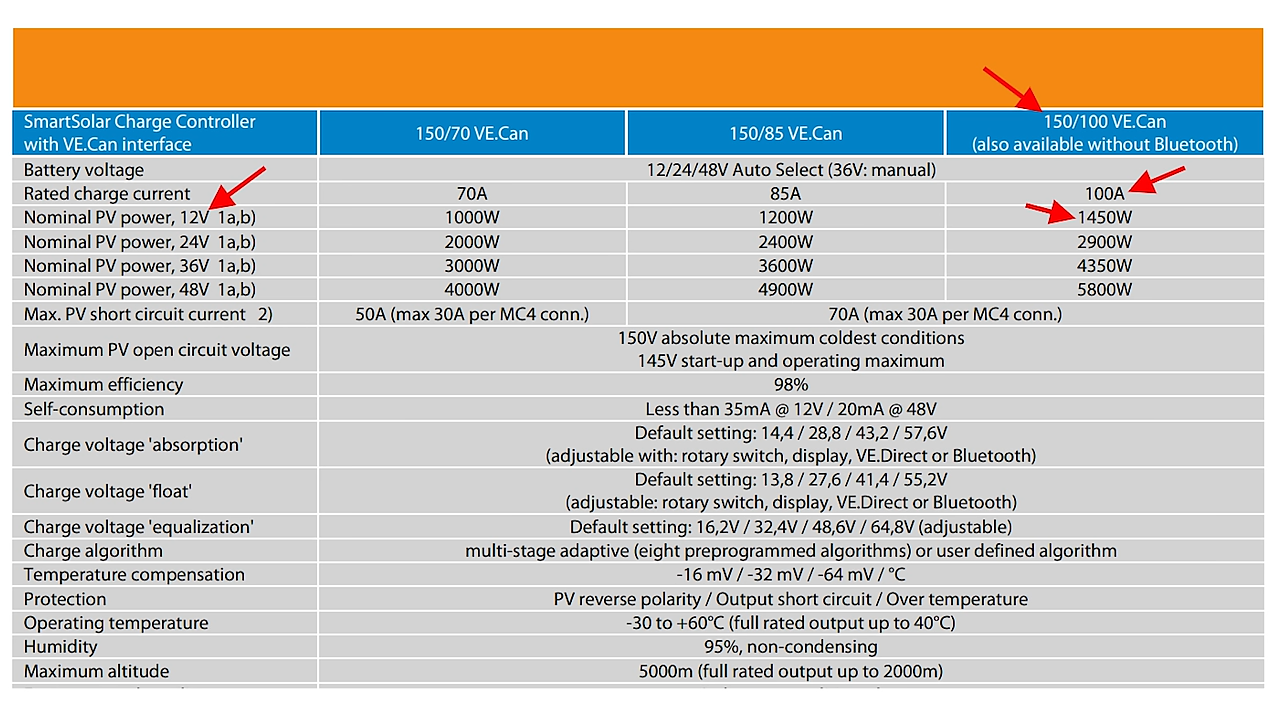 SmartSolar Charge Controller
with VE.Can interface
150/70 VE.Can
150/85 VE.Can
150/100 VE.Can
(also available without Bluetooth)
Battery voltage
12/24/48V Auto Select (36V: manual)
Rated charge current
70A
85A
100A
Nominal PV power, 12V 1a,b)
1000W
1200W
1450W
Nominal PV power, 24V 1a,b)
2000W
2400W
2900W
Nominal PV power, 36V 1a,b)
3000W
3600W
4350W
Nominal PV power, 48V 1a,b)
4000W
4900W
5800W
Max. PV short circuit current 2)
50A (max 30A per MC4 conn.)
70A (max 30A per MC4 conn.)
Maximum PV open circuit voltage
150V absolute maximum coldest conditions
145V start-up and operating maximum
Maximum efficiency
98%
Self-consumption
Less than 35mA @ 12V / 20mA @ 48V
Charge voltage 'absorption'
Default setting: 14,4 / 28,8 / 43,2 / 57,6V
(adjustable with: rotary switch, display, VE.Direct or Bluetooth)
Charge voltage 'float'
Default setting: 13,8 / 27,6 / 41,4 / 55,2V
(adjustable: rotary switch, display, VE.Direct or Bluetooth)
Charge voltage 'equalization'
Default setting: 16,2V / 32,4V / 48,6V / 64,8V (adjustable)
Charge algorithm
multi-stage adaptive (eight preprogrammed algorithms) or user defined algorithm
Temperature compensation
-16 mV / -32 mV / -64 mV / °C
Protection
PV reverse polarity / Output short circuit / Over temperature
Operating temperature
-30 to +60°C (full rated output up to 40°C)
Humidity
95%, non-condensing
Maximum altitude
5000m (full rated output up to 2000m)